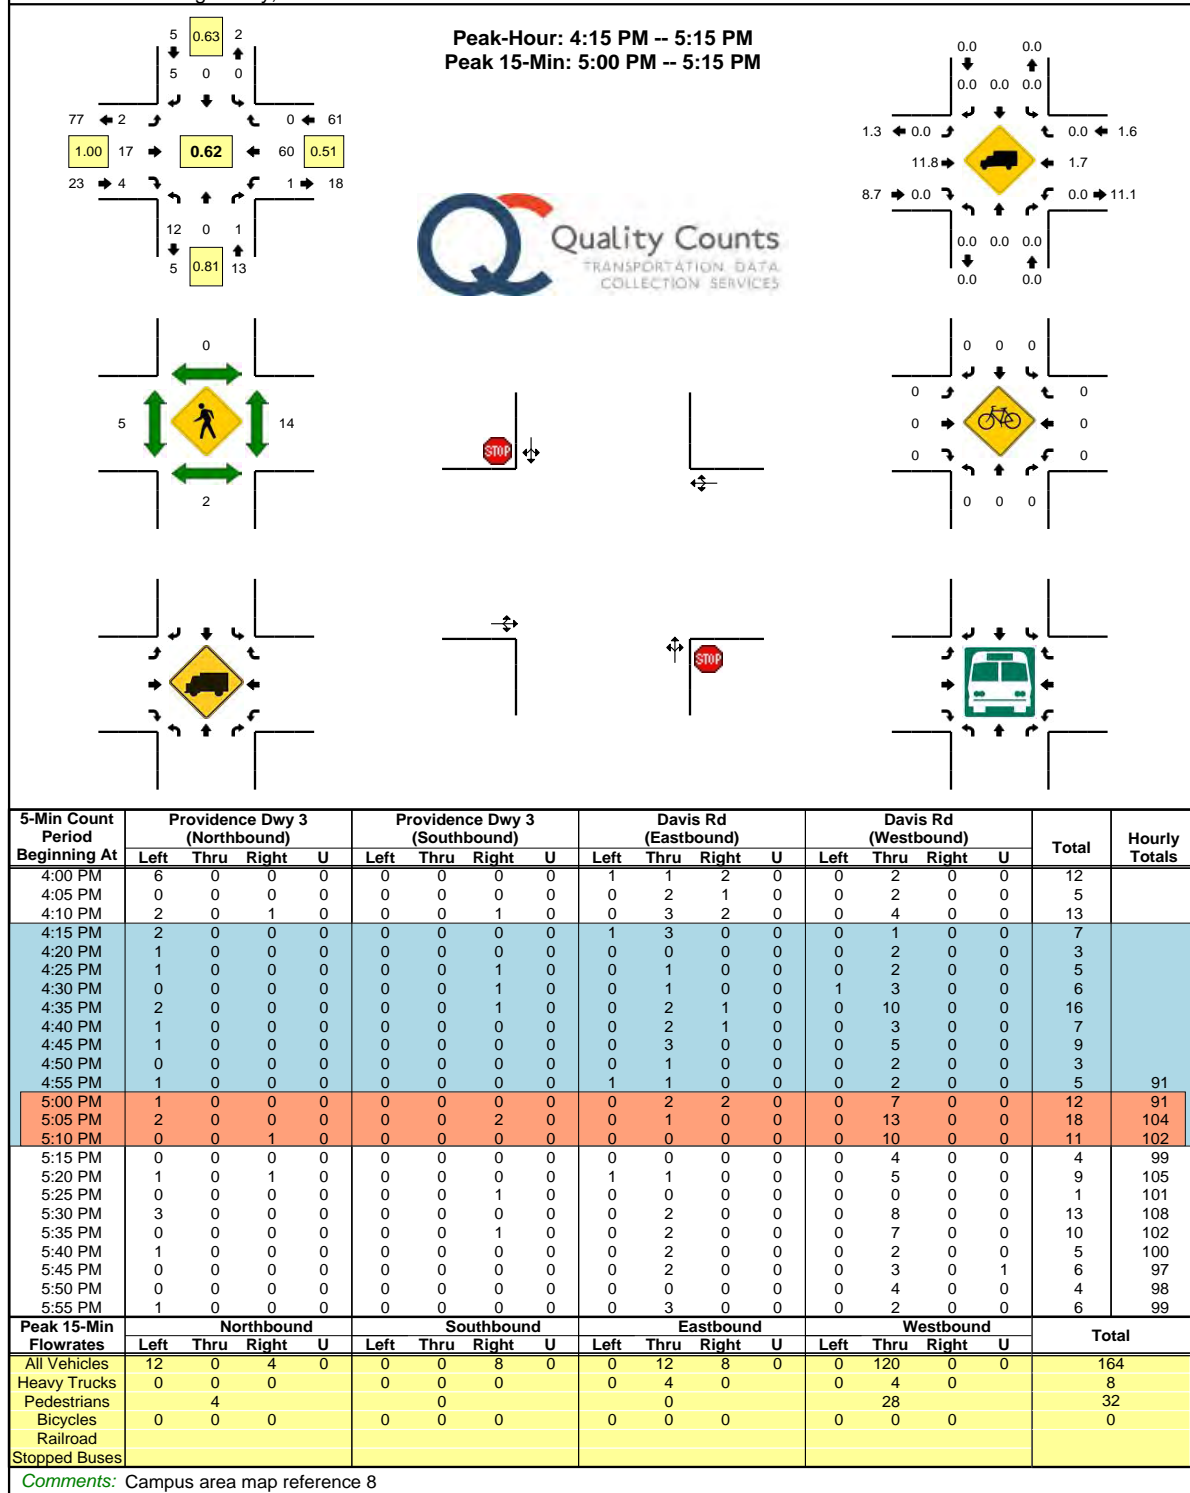 Peak-Hour: 4:15 PM -- 5:15 PM
Peak 15-Min: 5:00 PM -- 5:15 PM
5 0.63 2
5 0 0
77 2 0 61
1.00 17 0.62 60 0.51
23 4 1 18
12 0 1
5 0.81 13
0.0 0.0
0.0 0.0 0.0
1.3 0.0 0.0 1.6
11.8 1.7
8.7 0.0 0.0 11.1
0.0 0.0 0.0
0.0 0.0
QC Quality Counts
TRANSPORTATION DATA
COLLECTION SERVICES
0
5 14
2
STOP
0 0 0
0 0
0 0
0 0
0 0 0
STOP
5-Min Count Period Beginning At Providence Dwy 3 (Northbound) Providence Dwy 3 (Southbound) Davis Rd (Eastbound) Davis Rd (Westbound) Total Hourly Totals
Left Thru Right U Left Thru Right U Left Thru Right U Left Thru Right U
4:00 PM 6 0 0 0 0 0 0 0 1 1 2 0 0 2 0 0 12
4:05 PM 0 0 0 0 0 0 0 0 0 2 1 0 0 2 0 0 5
4:10 PM 2 0 1 0 0 0 1 0 0 3 2 0 0 4 0 0 13
4:15 PM 2 0 0 0 0 0 0 0 1 3 0 0 0 1 0 0 7
4:20 PM 1 0 0 0 0 0 0 0 0 0 0 0 0 2 0 0 3
4:25 PM 1 0 0 0 0 0 1 0 0 1 0 0 0 2 0 0 5
4:30 PM 0 0 0 0 0 0 1 0 0 1 0 0 1 3 0 0 6
4:35 PM 2 0 0 0 0 0 1 0 0 2 1 0 0 10 0 0 16
4:40 PM 1 0 0 0 0 0 0 0 0 2 1 0 0 3 0 0 7
4:45 PM 1 0 0 0 0 0 0 0 0 3 0 0 0 5 0 0 9
4:50 PM 0 0 0 0 0 0 0 0 0 1 0 0 0 2 0 0 3
4:55 PM 1 0 0 0 0 0 0 0 1 1 0 0 0 2 0 0 5 91
5:00 PM 1 0 0 0 0 0 0 0 0 2 2 0 0 7 0 0 12 91
5:05 PM 2 0 0 0 0 0 2 0 0 1 0 0 0 13 0 0 18 104
5:10 PM 0 0 1 0 0 0 0 0 0 0 0 0 0 10 0 0 11 102
5:15 PM 0 0 0 0 0 0 0 0 0 0 0 0 0 4 0 0 4 99
5:20 PM 1 0 1 0 0 0 0 0 1 1 0 0 0 5 0 0 9 105
5:25 PM 0 0 0 0 0 0 1 0 0 0 0 0 0 0 0 0 1 101
5:30 PM 3 0 0 0 0 0 0 0 0 2 0 0 0 8 0 0 13 108
5:35 PM 0 0 0 0 0 0 1 0 0 2 0 0 0 7 0 0 10 102
5:40 PM 1 0 0 0 0 0 0 0 0 2 0 0 0 2 0 0 5 100
5:45 PM 0 0 0 0 0 0 0 0 0 2 0 0 0 3 0 1 6 97
5:50 PM 0 0 0 0 0 0 0 0 0 0 0 0 0 4 0 0 4 98
5:55 PM 1 0 0 0 0 0 0 0 0 3 0 0 0 2 0 0 6 99
Peak 15-Min Flowrates Northbound Southbound Eastbound Westbound Total
Left Thru Right U Left Thru Right U Left Thru Right U Left Thru Right U
All Vehicles 12 0 4 0 0 0 8 0 0 12 8 0 0 120 0 0 164
Heavy Trucks 0 0 0 0 0 0 0 4 0 0 4 0 8
Pedestrians 4 0 0 28 32
Bicycles 0 0 0 0 0 0 0 0 0 0 0 0 0
Railroad
Stopped Buses
Comments: Campus area map reference 8